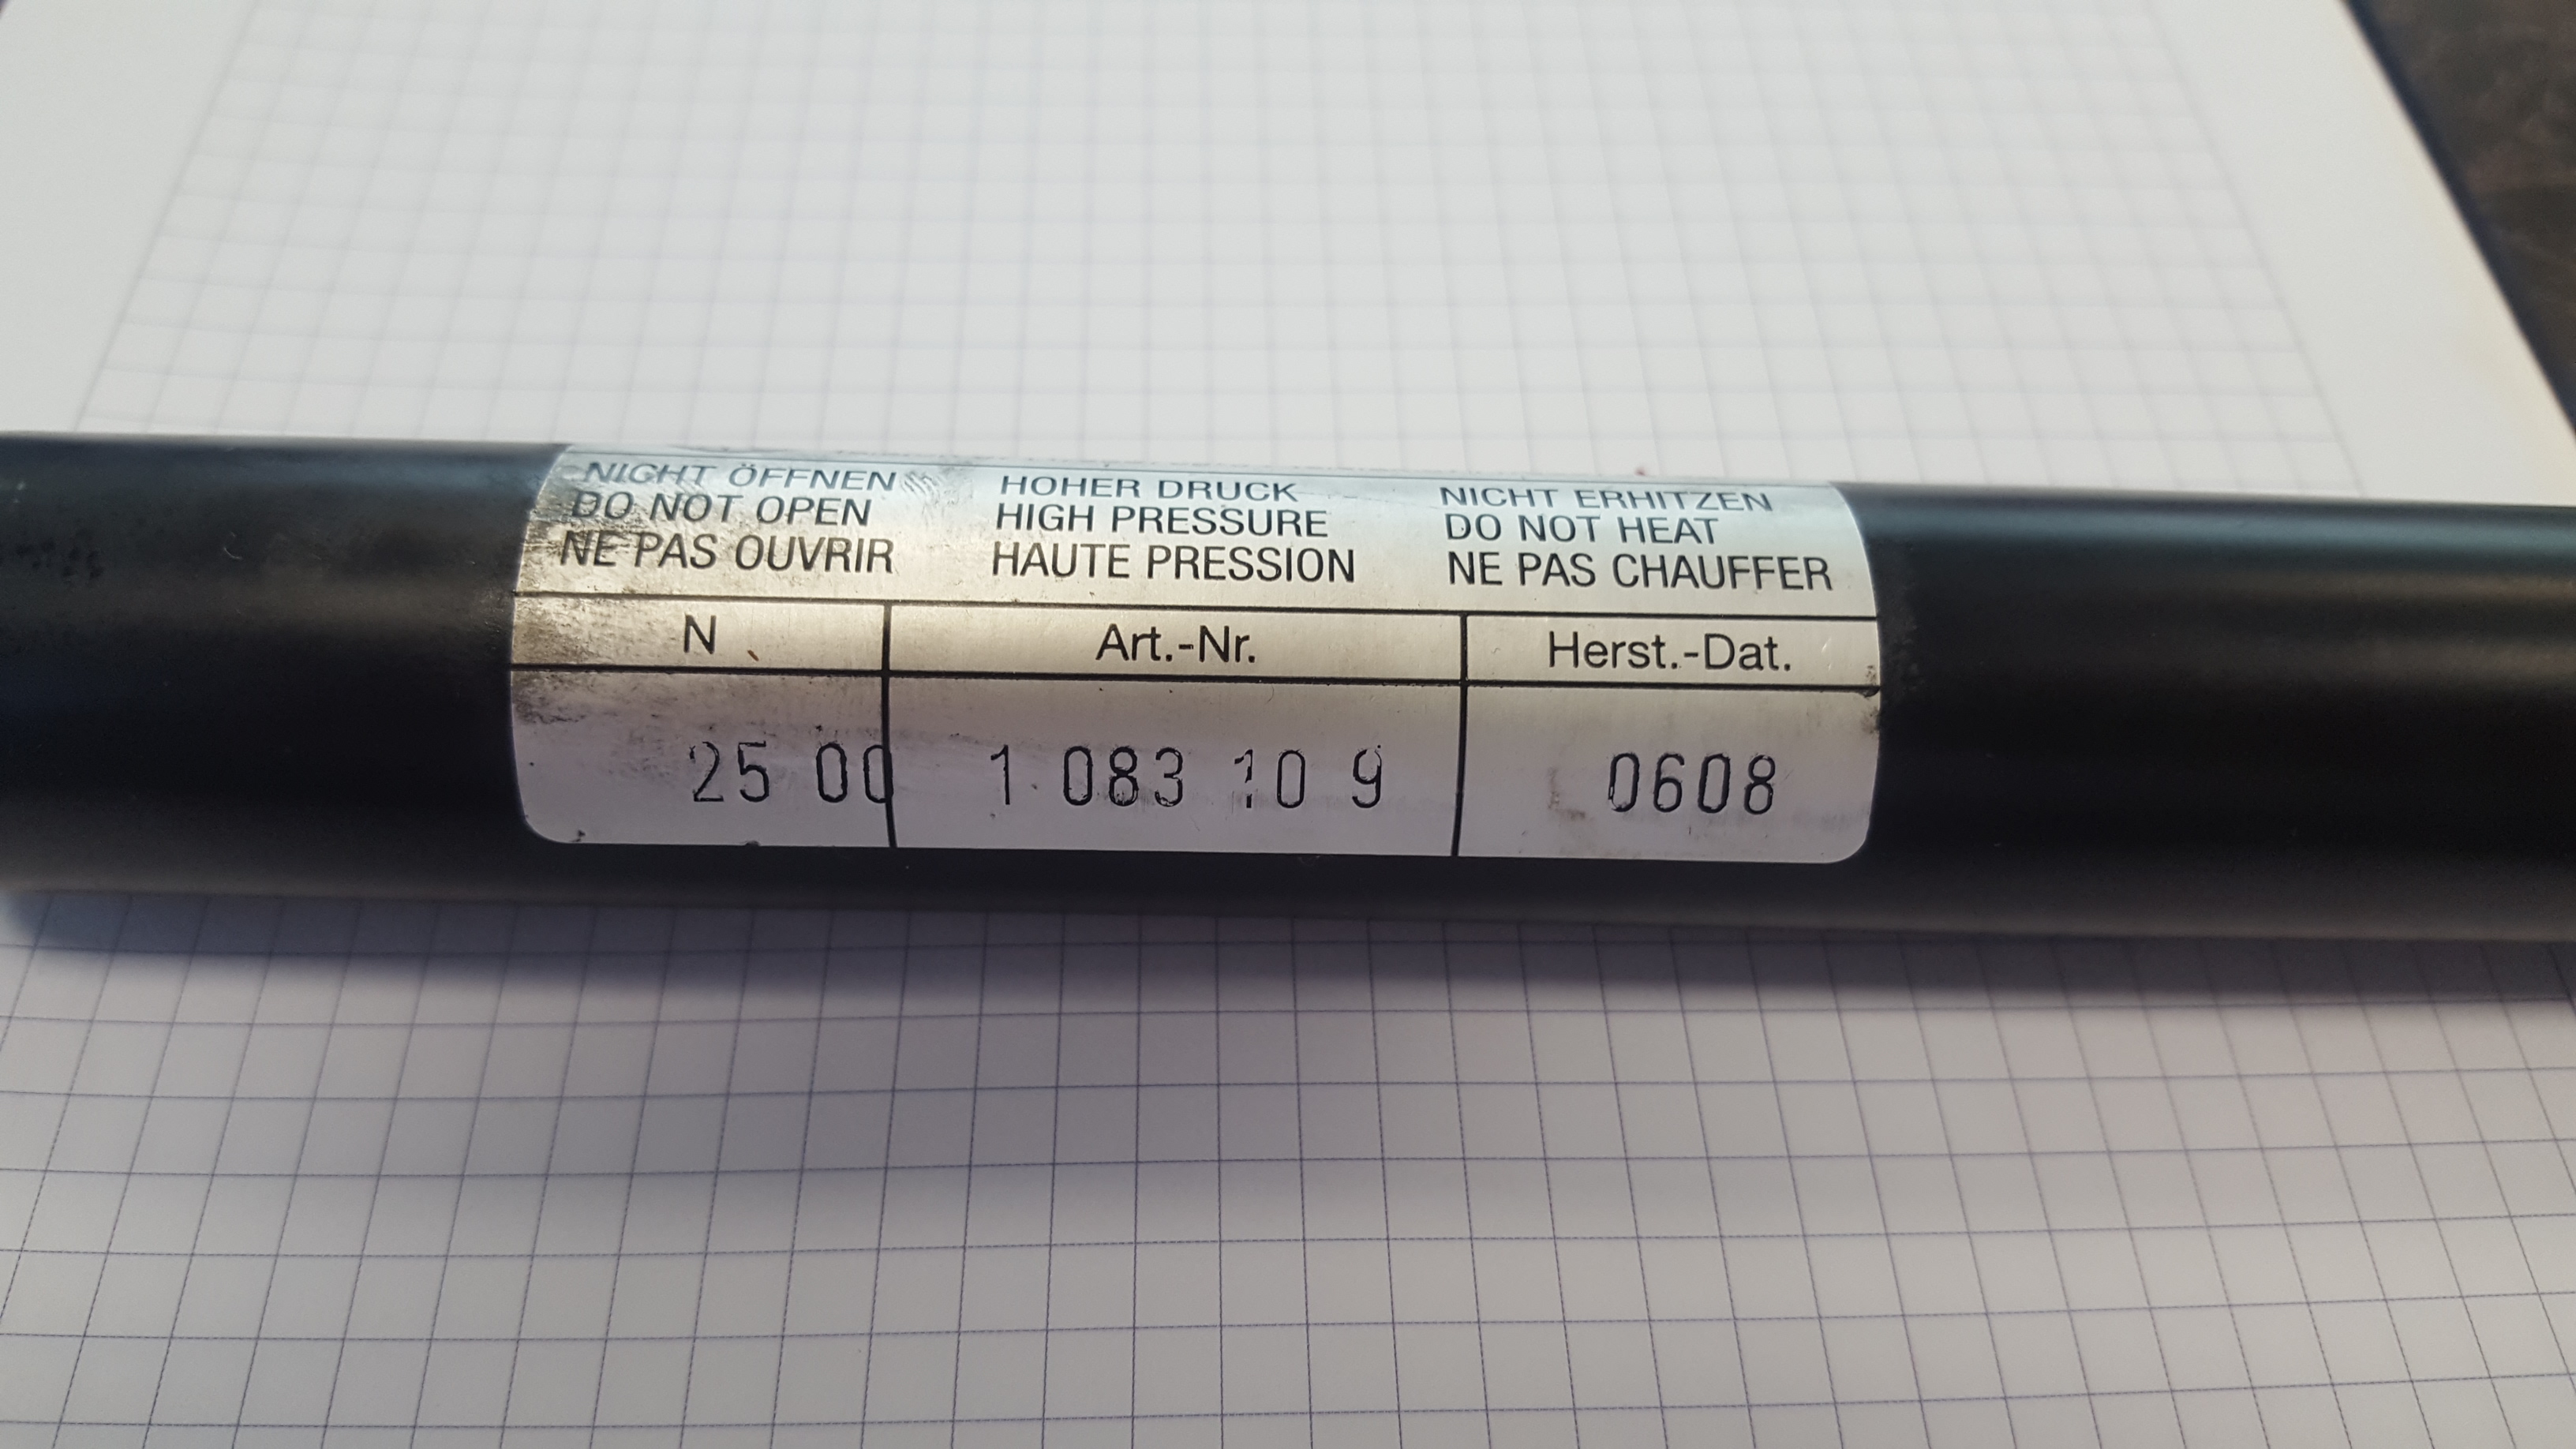 NICHT ÖFFNEN
DO NOT OPEN
NE PAS OUVRIR
HOHER DRUCK
HIGH PRESSURE
HAUTE PRESSION
NICHT ERHITZEN
DO NOT HEAT
NE PAS CHAUFFER
N Art.-Nr. Herst.-Dat.
25 00 1 083 10 9 0608